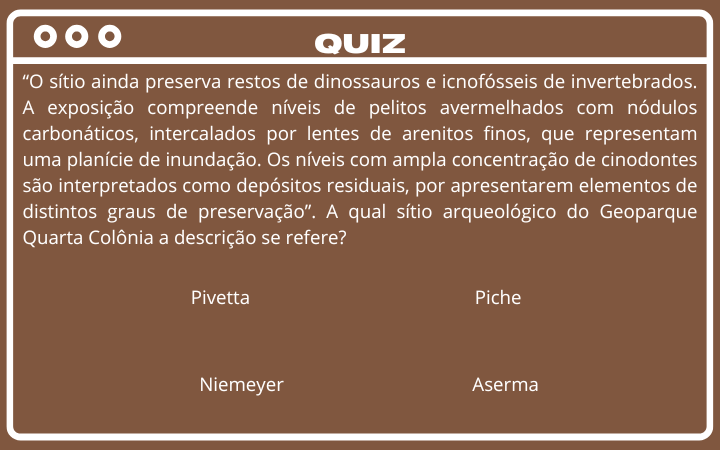 QUIZ
“O sítio ainda preserva restos de dinossauros e icnofósseis de invertebrados.
A exposição compreende níveis de pelitos avermelhados com nódulos
carbonáticos, intercalados por lentes de arenitos finos, que representam
uma planície de inundação. Os níveis com ampla concentração de cinodontes
são interpretados como depósitos residuais, por apresentarem elementos de
distintos graus de preservação”. A qual sítio arqueológico do Geoparque
Quarta Colônia a descrição se refere?
Pivetta
Piche
Niemeyer
Aserma